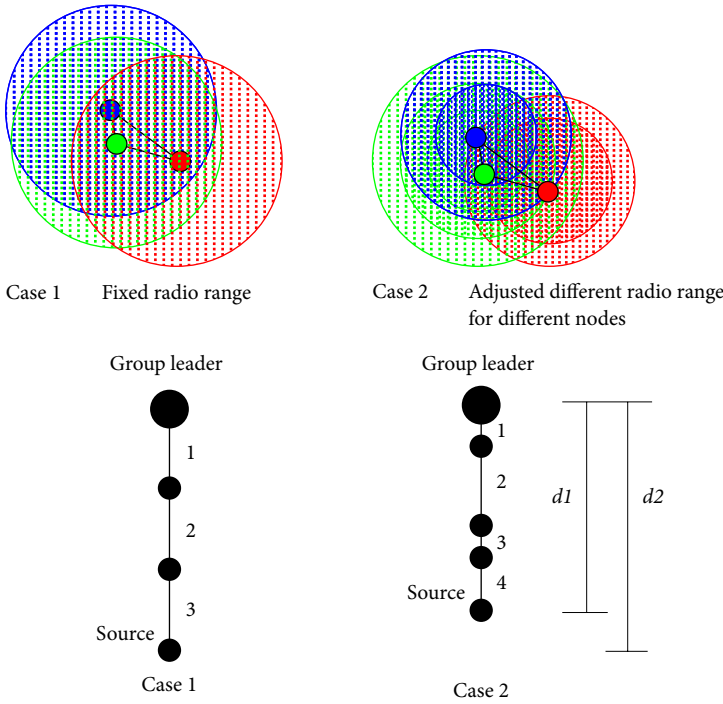 Case 1 Fixed radio range
Case 2 Adjusted different radio range
for different nodes
Group leader
1
2
3
Source
Case 1
Group leader
1
2
3
4
Source
Case 2
d1
d2